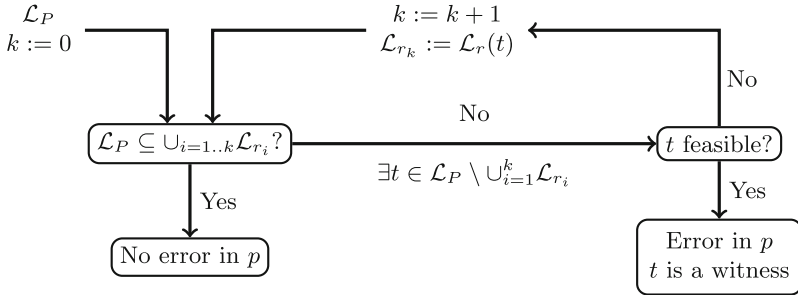 ℒ_P
k := 0
k := k + 1
ℒ_{r_k} := ℒ_r(t)
No
No
ℒ_P ⊆ ∪_{i=1..k} ℒ_{r_i}?
t feasible?
∃t ∈ ℒ_P \ ∪_{i=1}^k ℒ_{r_i}
Yes
Yes
No error in p
Error in p
t is a witness